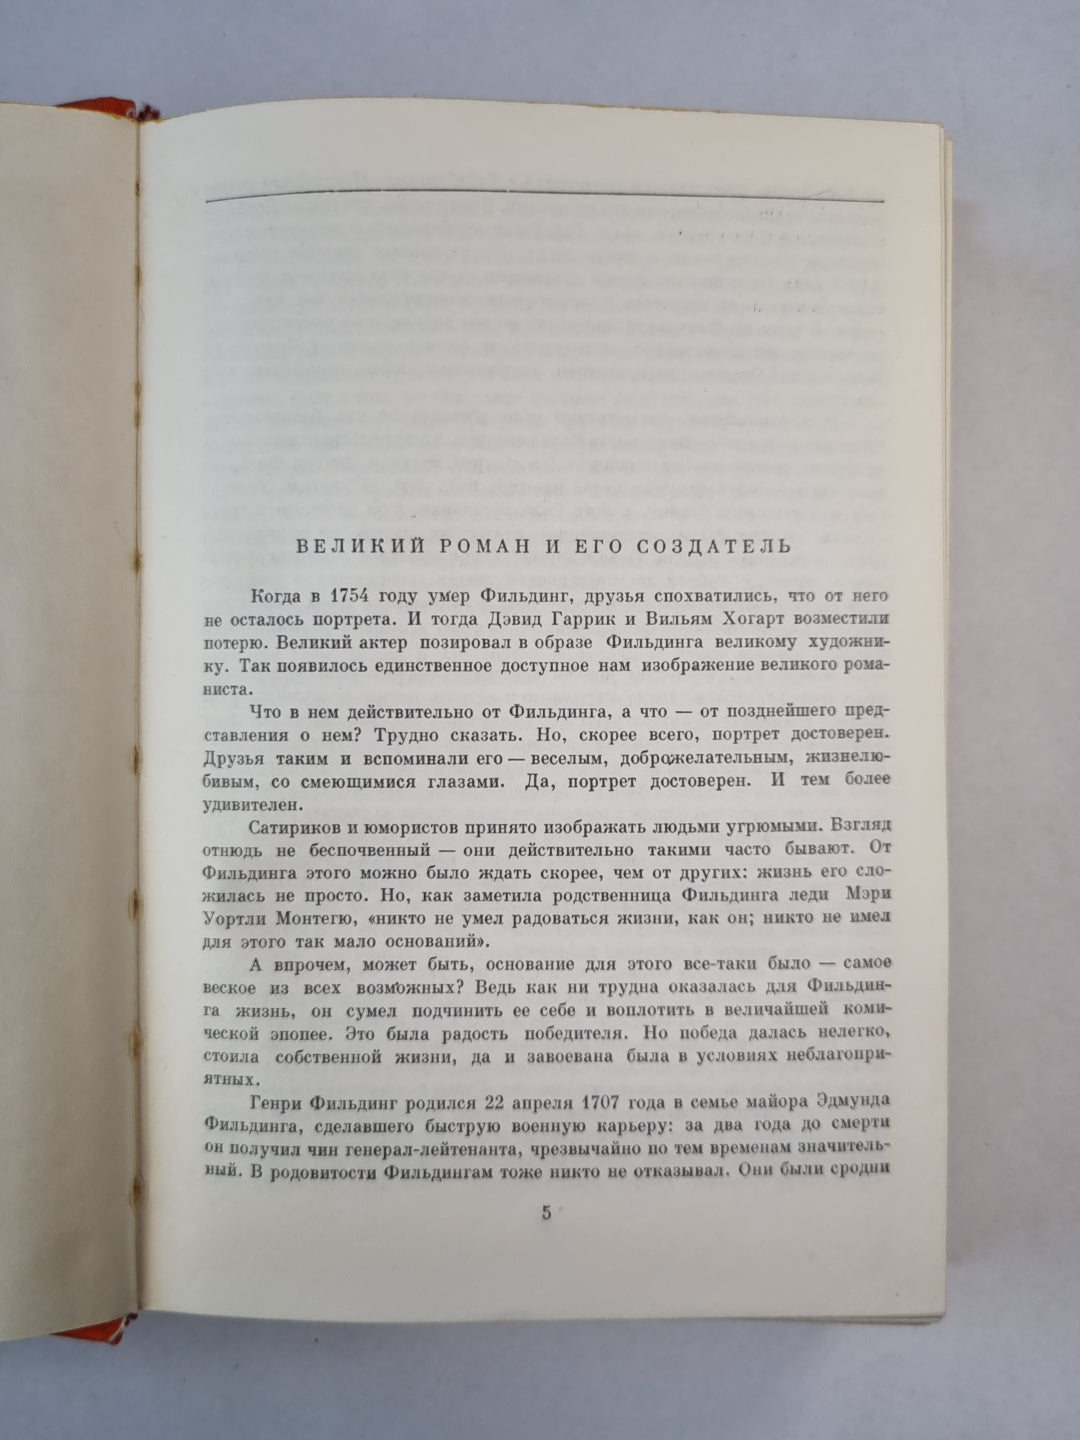 ВЕЛИКИЙ РОМАН И ЕГО СОЗДАТЕЛЬ
Когда в 1754 году умер Фильдинг, друзья спохватились, что от него
не осталось портрета. И тогда Дэвид Гаррик и Вильям Хогарт возместили
потерю. Великий актер позировал в образе Фильдинга великому художни-
ку. Так появилось единственное доступное нам изображение великого рома-
ниста.
Что в нем действительно от Фильдинга, а что — от позднейшего пред-
ставления о нем? Трудно сказать. Но, скорее всего, портрет достоверен.
Друзья таким и вспоминали его — веселым, доброжелательным, жизнелю-
бивым, со смеющимися глазами. Да, портрет достоверен. И тем более
удивителен.
Сатириков и юмористов принято изображать людьми угрюмыми. Взгляд
отнюдь не беспочвенный — они действительно такими часто бывают. От
Фильдинга этого можно было ждать скорее, чем от других: жизнь его сло-
жилась не просто. Но, как заметила родственница Фильдинга леди Мэри
Уортли Монтегю, «никто не умел радоваться жизни, как он; никто не имел
для этого так мало оснований».
А впрочем, может быть, основание для этого все-таки было — самое
веское из всех возможных? Ведь как ни трудна оказалась для Фильдин-
га жизнь, он сумел подчинить ее себе и воплотить в величайшей коми-
ческой эпопее. Это была радость победителя. Но победа далась нелегко,
стоила собственной жизни, да и завоевана была в условиях неблагопри-
ятных.
Генри Фильдинг родился 22 апреля 1707 года в семье майора Эдмунда
Фильдинга, сделавшего быструю военную карьеру: за два года до смерти
он получил чин генерал-лейтенанта, чрезвычайно по тем временам значитель-
ный. В родовитости Фильдингам тоже никто не отказывал. Они были сродни
5